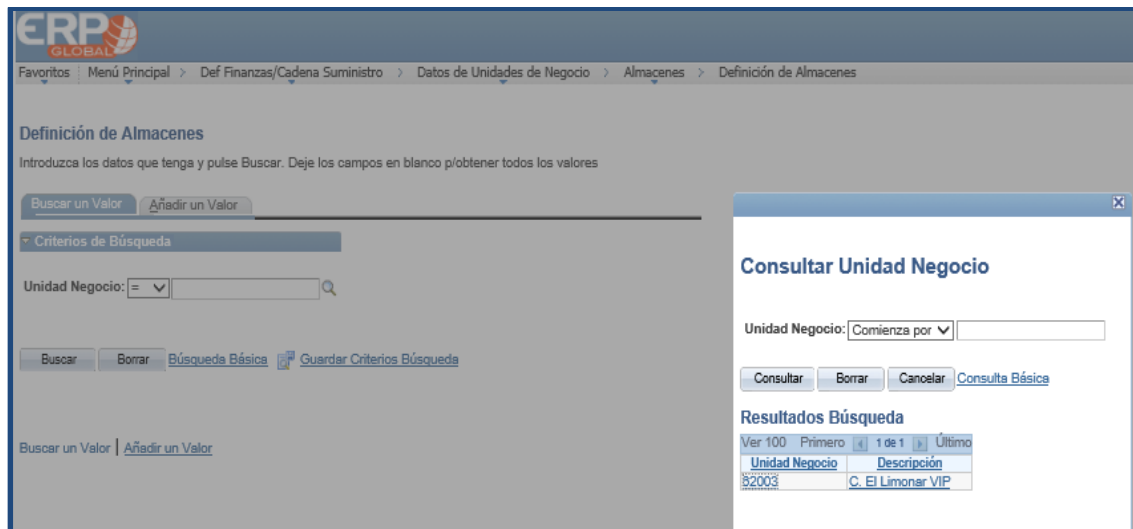 ERP
GLOBAL
Favoritos Menú Principal > Def Finanzas/Cadena Suministro > Datos de Unidades de Negocio > Almacenes > Definición de Almacenes
Definición de Almacenes
Introduzca los datos que tenga y pulse Buscar. Deje los campos en blanco p/obtener todos los valores
Buscar un Valor Añadir un Valor
Criterios de Búsqueda
Unidad Negocio: =
Buscar Borrar Búsqueda Básica Guardar Criterios Búsqueda
Buscar un Valor | Añadir un Valor
Consultar Unidad Negocio
Unidad Negocio: Comienza por
Consultar Borrar Cancelar Consulta Básica
Resultados Búsqueda
Ver 100 Primero 1 de 1 Último
Unidad Negocio Descripción
82003 C. El Limonar VIP